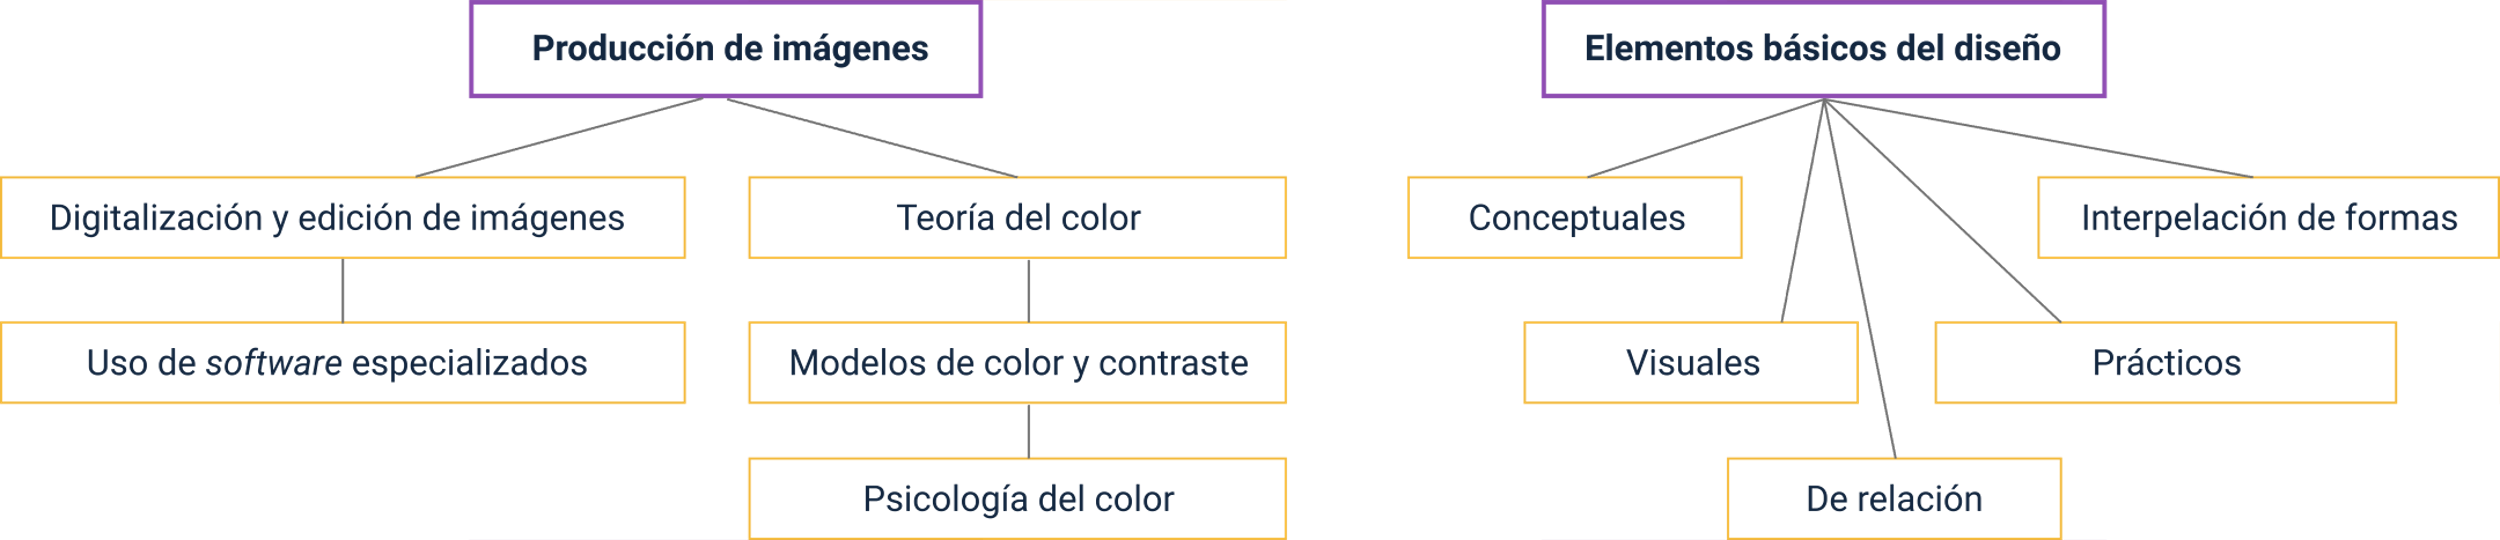 Producción de imágenes
Digitalización y edición de imágenes
Teoría del color
Uso de software especializados
Modelos de color y contraste
Psicología del color
Elementos básicos del diseño
Conceptuales
Interpelación de formas
Visuales
Prácticos
De relación